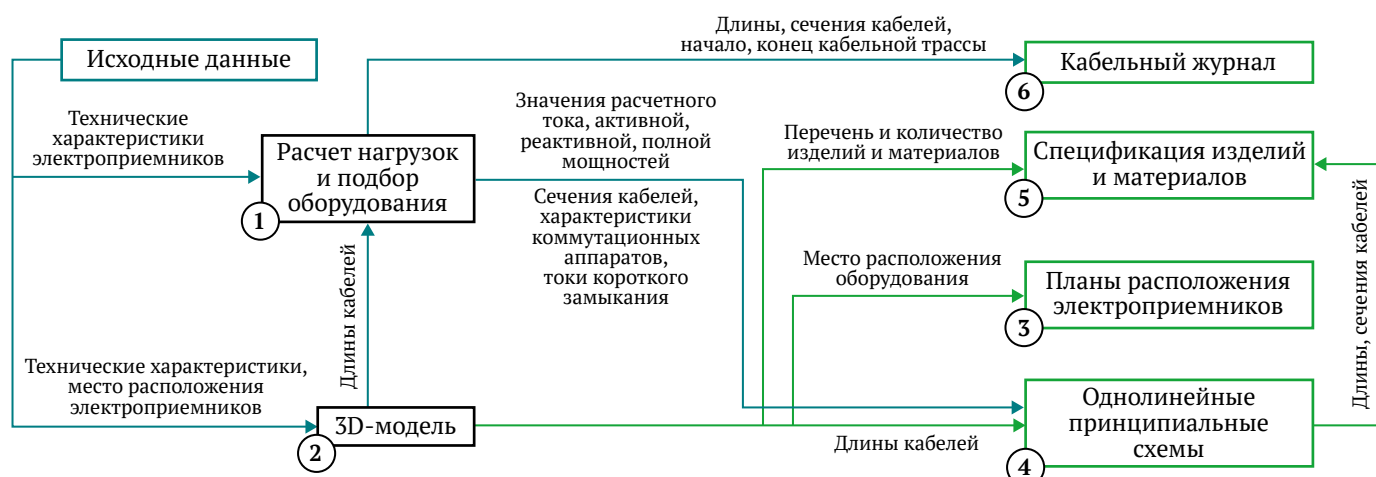 Исходные данные
Технические
характеристики
электроприемников
Расчет нагрузок
и подбор
оборудования
1
Длины, сечения кабелей,
начало, конец кабельной трассы
Кабельный журнал
6
Значения расчетного
тока, активной,
реактивной, полной
мощностей
Сечения кабелей,
характеристики
коммутационных
аппаратов,
токи короткого
замыкания
Перечень и количество
изделий и материалов
Спецификация изделий
и материалов
5
Длины, сечения кабелей
Место расположения
оборудования
Планы расположения
электроприемников
3
Длины кабелей
Технические характеристики,
место расположения
электроприемников
3D-модель
2
Длины кабелей
Однолинейные
принципиальные
схемы
4